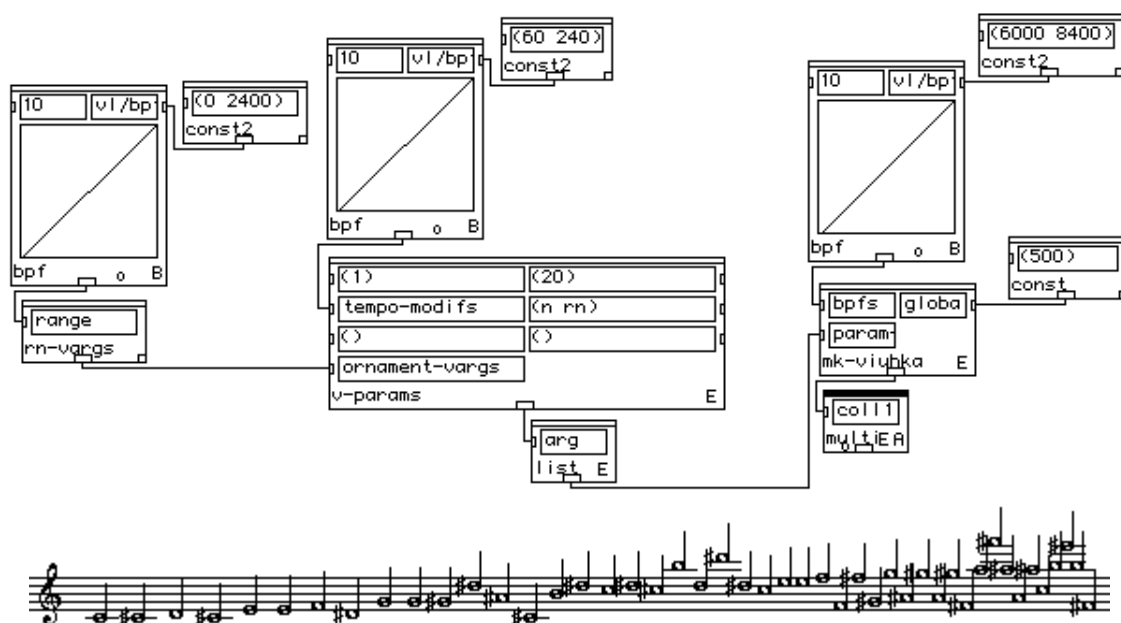 (0 2400)
const2
10 vl/bp
bpf o B
range
rn-vargs
(60 240)
const2
10 vl/bp
bpf o B
(1) (20)
tempo-modifs (n rn)
() ()
ornament-vargs
v-params E
arg
list E
(6000 8400)
const2
10 vl/bp
bpf o B
(500)
const
bpfs globa
param-
mk-viuhka E
coll1
multi E A
o